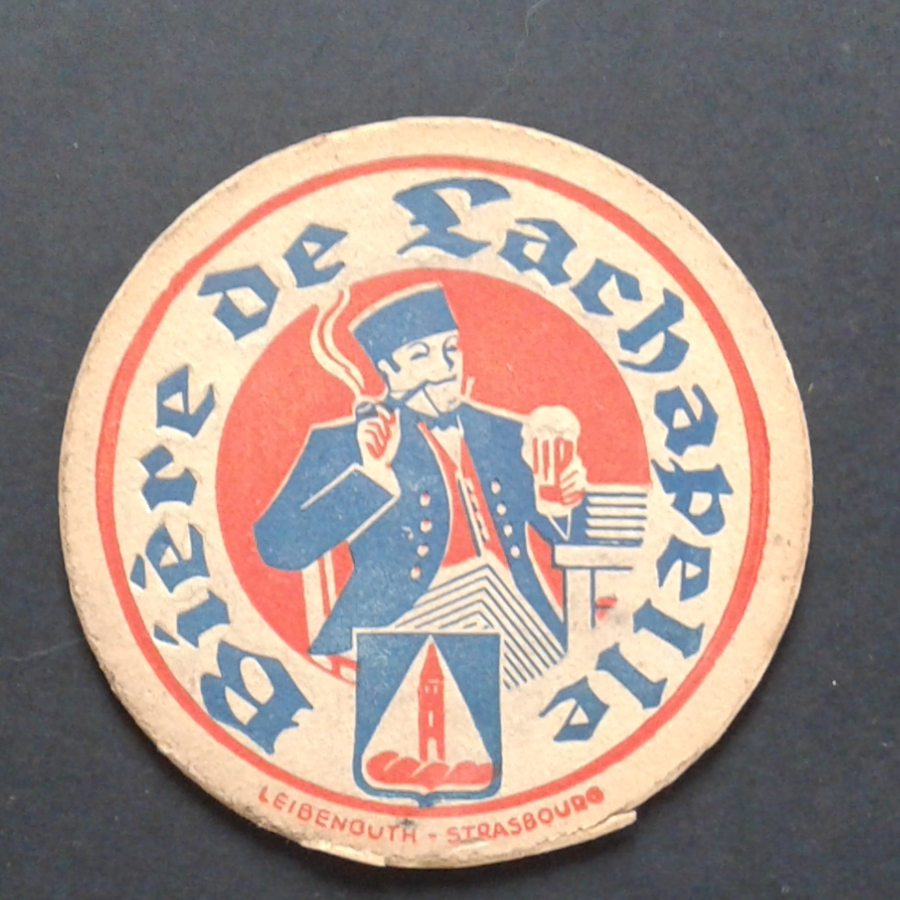 Bière de Lachapelle
LEIBENGUTH - STRASBOURG